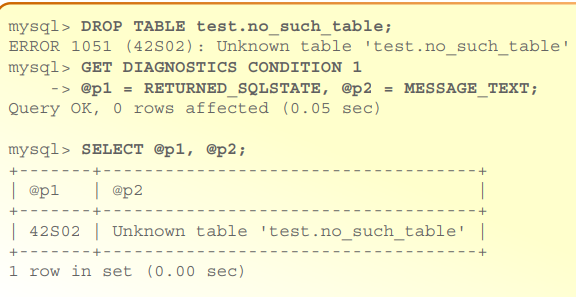 mysql> DROP TABLE test.no_such_table;
ERROR 1051 (42S02): Unknown table 'test.no_such_table'
mysql> GET DIAGNOSTICS CONDITION 1
    -> @p1 = RETURNED_SQLSTATE, @p2 = MESSAGE_TEXT;
Query OK, 0 rows affected (0.05 sec)

mysql> SELECT @p1, @p2;
+-------+------------------------------------+
| @p1   | @p2                                |
+-------+------------------------------------+
| 42S02 | Unknown table 'test.no_such_table' |
+-------+------------------------------------+
1 row in set (0.00 sec)